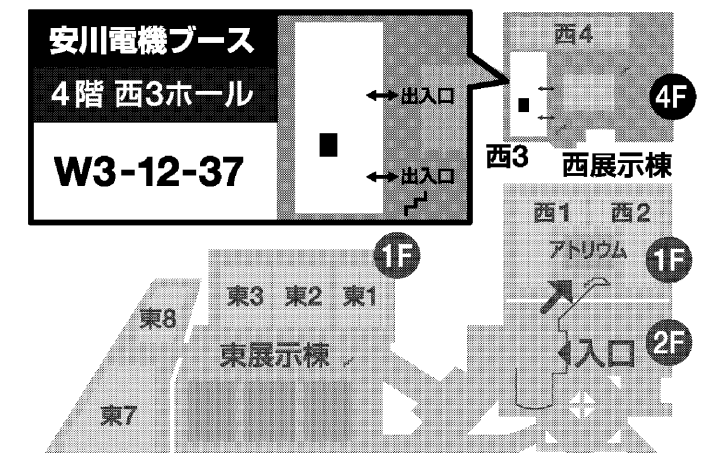 安川電機ブース
4階 西3ホール
W3-12-37
出入口
出入口
西4
4F
西3
西展示棟
西1 西2
アトリウム
1F
2F
入口
1F
東3 東2 東1
東8
東展示棟
東7